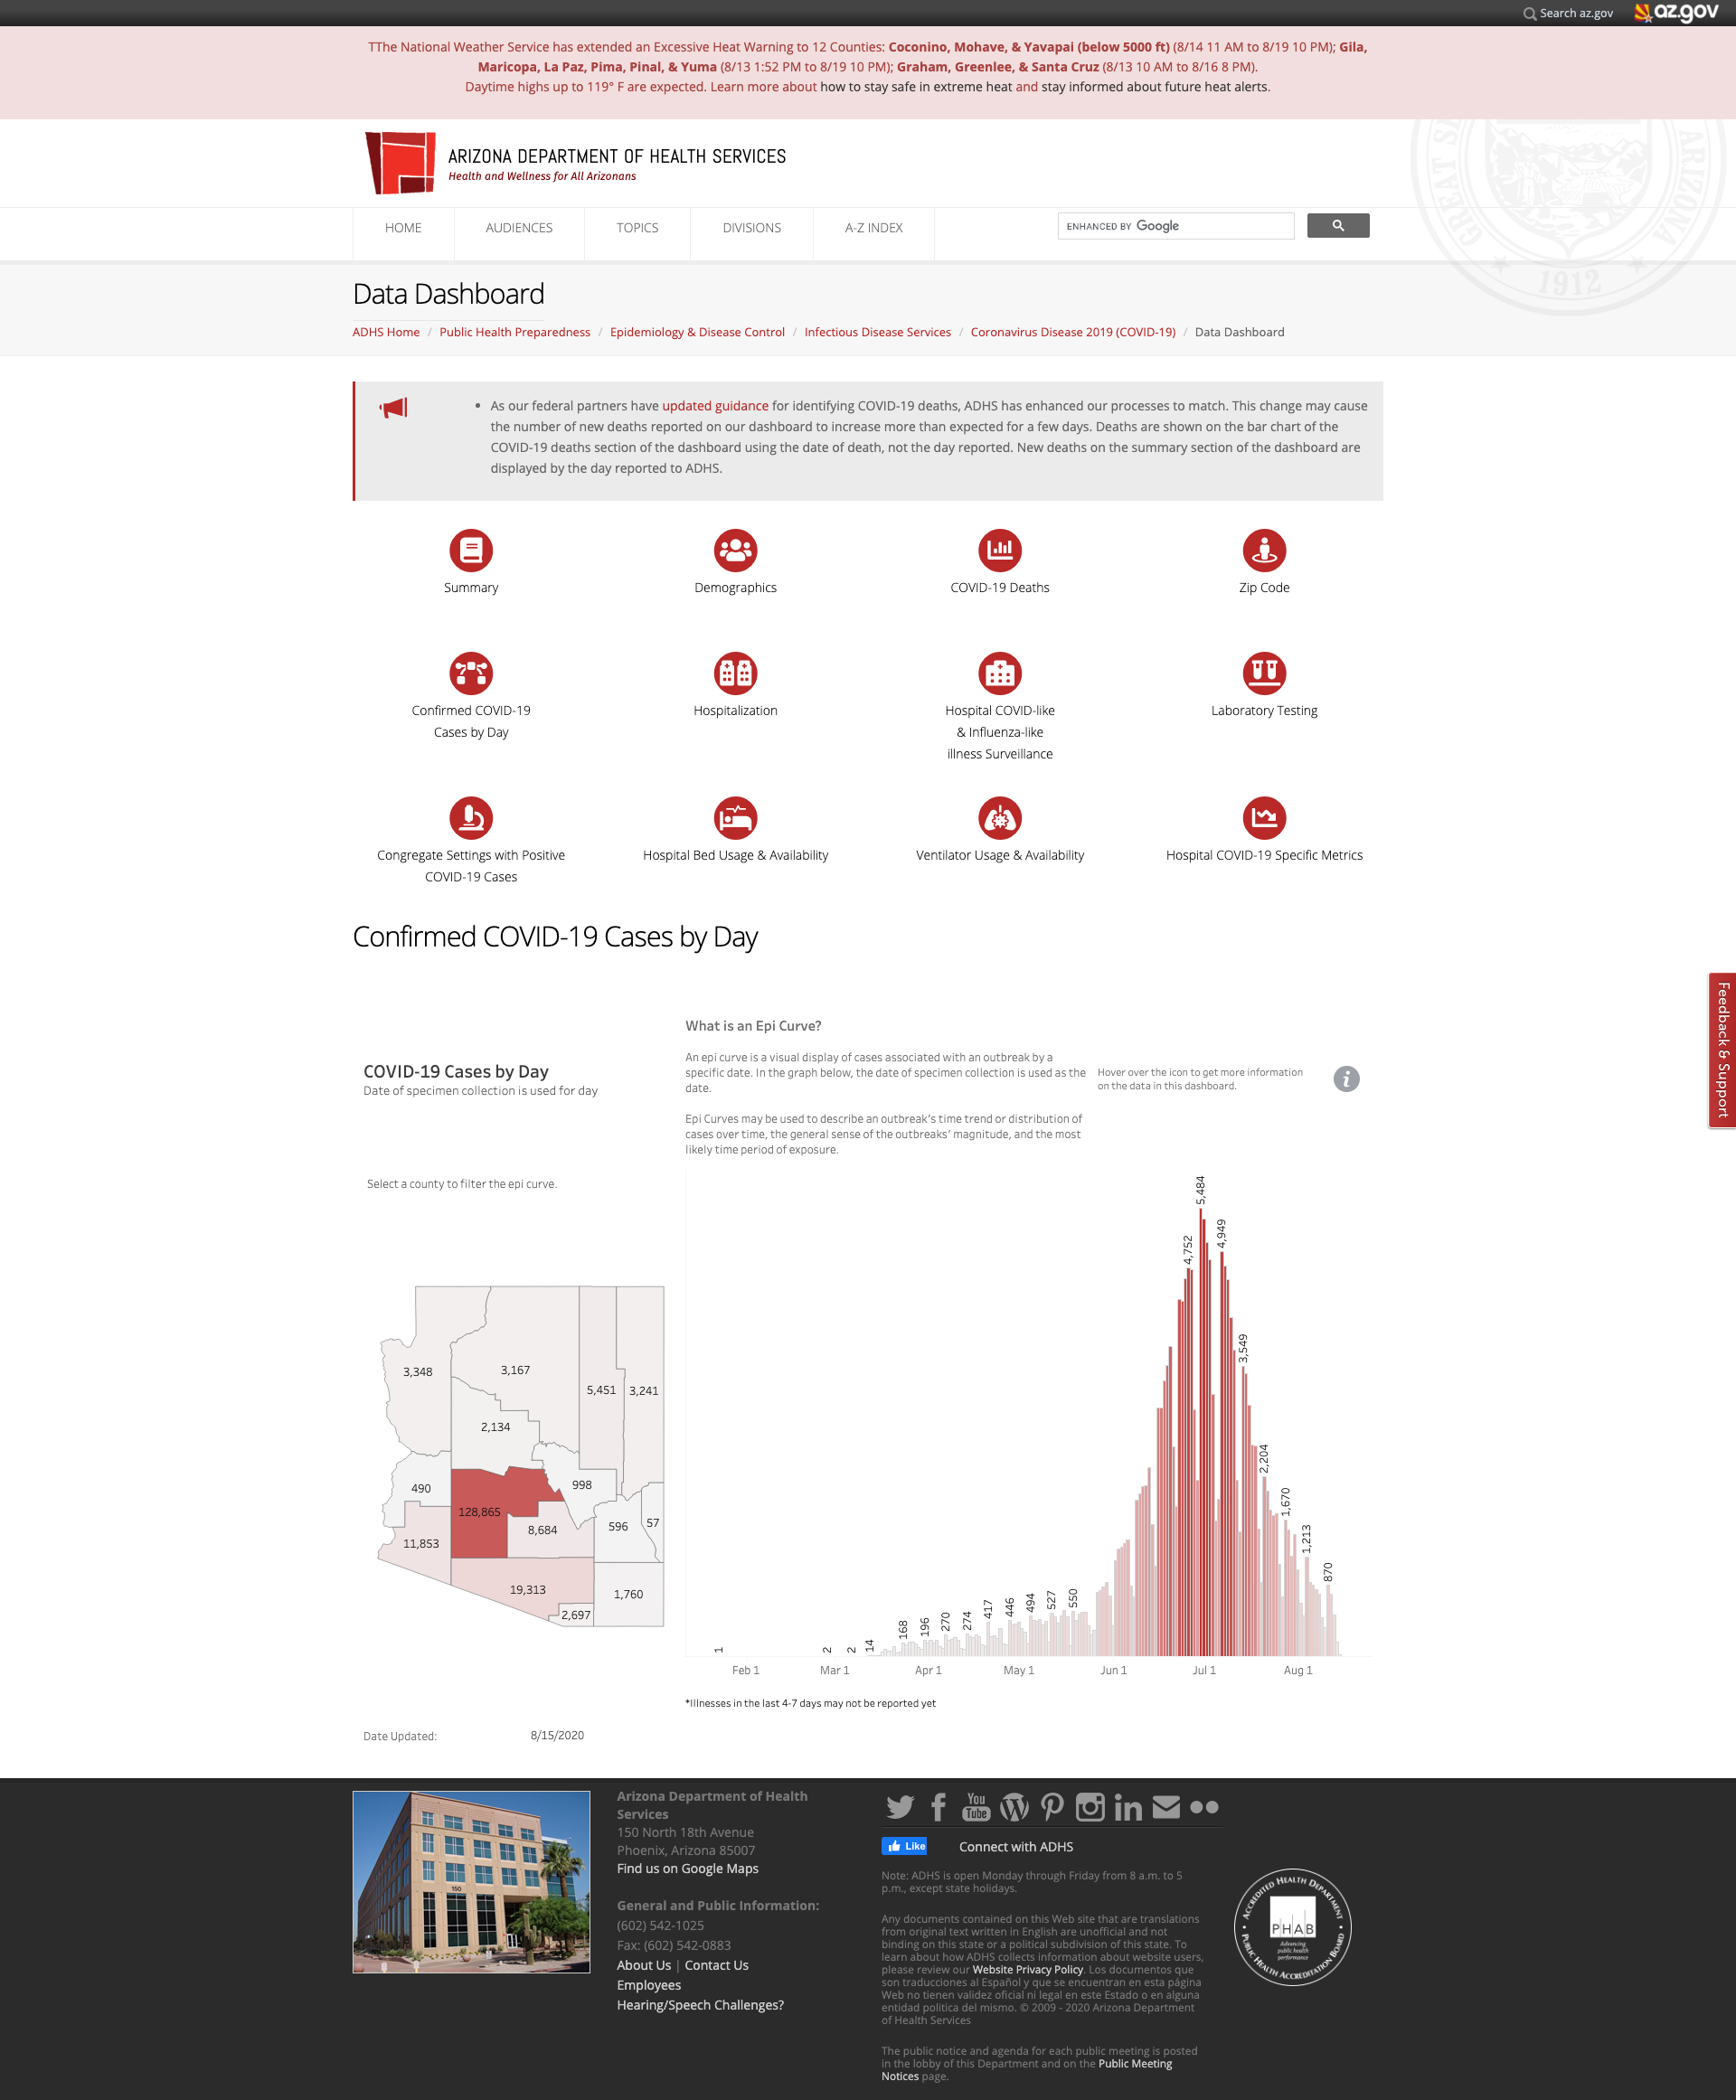 Search az.gov
az.gov
TThe National Weather Service has extended an Excessive Heat Warning to 12 Counties: Coconino, Mohave, & Yavapai (below 5000 ft) (8/14 11 AM to 8/19 10 PM); Gila,
Maricopa, La Paz, Pima, Pinal, & Yuma (8/13 1:52 PM to 8/19 10 PM); Graham, Greenlee, & Santa Cruz (8/13 10 AM to 8/16 8 PM).
Daytime highs up to 119° F are expected. Learn more about how to stay safe in extreme heat and stay informed about future heat alerts.
ARIZONA DEPARTMENT OF HEALTH SERVICES
Health and Wellness for All Arizonans
GREAT SEAL
ARIZONA
1912
HOME
AUDIENCES
TOPICS
DIVISIONS
A-Z INDEX
ENHANCED BY Google
Data Dashboard
ADHS Home / Public Health Preparedness / Epidemiology & Disease Control / Infectious Disease Services / Coronavirus Disease 2019 (COVID-19) / Data Dashboard
• As our federal partners have updated guidance for identifying COVID-19 deaths, ADHS has enhanced our processes to match. This change may cause
the number of new deaths reported on our dashboard to increase more than expected for a few days. Deaths are shown on the bar chart of the
COVID-19 deaths section of the dashboard using the date of death, not the day reported. New deaths on the summary section of the dashboard are
displayed by the day reported to ADHS.
Summary
Demographics
COVID-19 Deaths
Zip Code
Confirmed COVID-19
Cases by Day
Hospitalization
Hospital COVID-like
& Influenza-like
illness Surveillance
Laboratory Testing
Congregate Settings with Positive
COVID-19 Cases
Hospital Bed Usage & Availability
Ventilator Usage & Availability
Hospital COVID-19 Specific Metrics
Confirmed COVID-19 Cases by Day
Feedback & Support
COVID-19 Cases by Day
Date of specimen collection is used for day
What is an Epi Curve?
An epi curve is a visual display of cases associated with an outbreak by a
specific date. In the graph below, the date of specimen collection is used as the
date.
Epi Curves may be used to describe an outbreak's time trend or distribution of
cases over time, the general sense of the outbreaks' magnitude, and the most
likely time period of exposure.
Hover over the icon to get more information
on the data in this dashboard.
i
Select a county to filter the epi curve.
3,348
3,167
5,451
3,241
2,134
490
998
128,865
8,684
596
57
11,853
19,313
1,760
2,697
1
2
2
14
168
196
270
274
417
446
494
527
550
4,752
5,484
4,949
3,549
2,204
1,670
1,213
870
Feb 1
Mar 1
Apr 1
May 1
Jun 1
Jul 1
Aug 1
*Illnesses in the last 4-7 days may not be reported yet
Date Updated:
8/15/2020
150
Arizona Department of Health
Services
150 North 18th Avenue
Phoenix, Arizona 85007
Find us on Google Maps
General and Public Information:
(602) 542-1025
Fax: (602) 542-0883
About Us | Contact Us
Employees
Hearing/Speech Challenges?
You
Tube
in
Like
Connect with ADHS
Note: ADHS is open Monday through Friday from 8 a.m. to 5
p.m., except state holidays.
Any documents contained on this Web site that are translations
from original text written in English are unofficial and not
binding on this state or a political subdivision of this state. To
learn about how ADHS collects information about website users,
please review our Website Privacy Policy. Los documentos que
son traducciones al Español y que se encuentran en esta página
Web no tienen validez oficial ni legal en este Estado o en alguna
entidad politica del mismo. © 2009 - 2020 Arizona Department
of Health Services
The public notice and agenda for each public meeting is posted
in the lobby of this Department and on the Public Meeting
Notices page.
ACCREDITED HEALTH DEPARTMENT
PHAB
Advancing
public health
performance
PUBLIC HEALTH ACCREDITATION BOARD